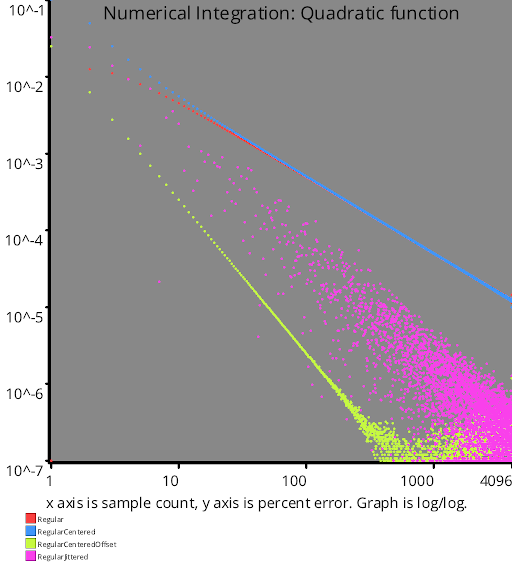 Numerical Integration: Quadratic function
10^-1
10^-2
10^-3
10^-4
10^-5
10^-6
10^-7
1 10 100 1000 4096
x axis is sample count, y axis is percent error. Graph is log/log.
Regular
RegularCentered
RegularCenteredOffset
RegularJittered